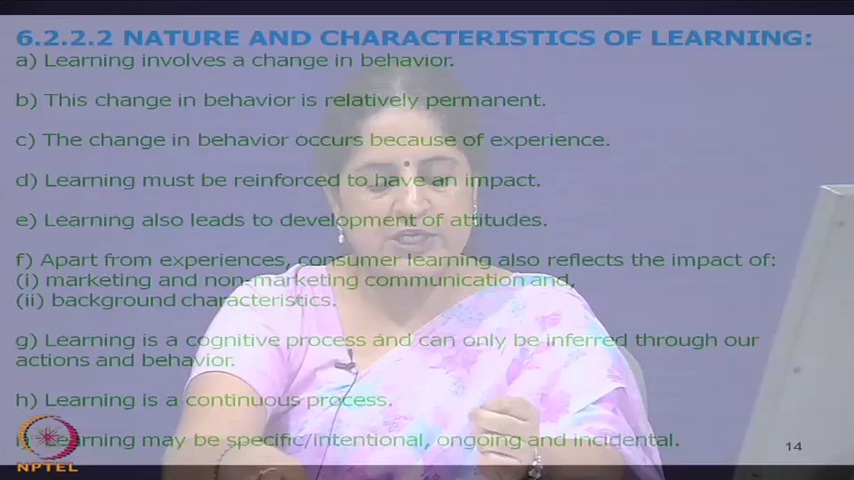 6.2.2.2 NATURE AND CHARACTERISTICS OF LEARNING:
a) Learning involves a change in behavior.
b) This change in behavior is relatively permanent.
c) The change in behavior occurs because of experience.
d) Learning must be reinforced to have an impact.
e) Learning also leads to development of attitudes.
f) Apart from experiences, consumer learning also reflects the impact of:
(i) marketing and non-marketing communication and,
(ii) background characteristics.
g) Learning is a cognitive process and can only be inferred through our
actions and behavior.
h) Learning is a continuous process.
Learning may be specific/intentional, ongoing and incidental.
14
NPTEL